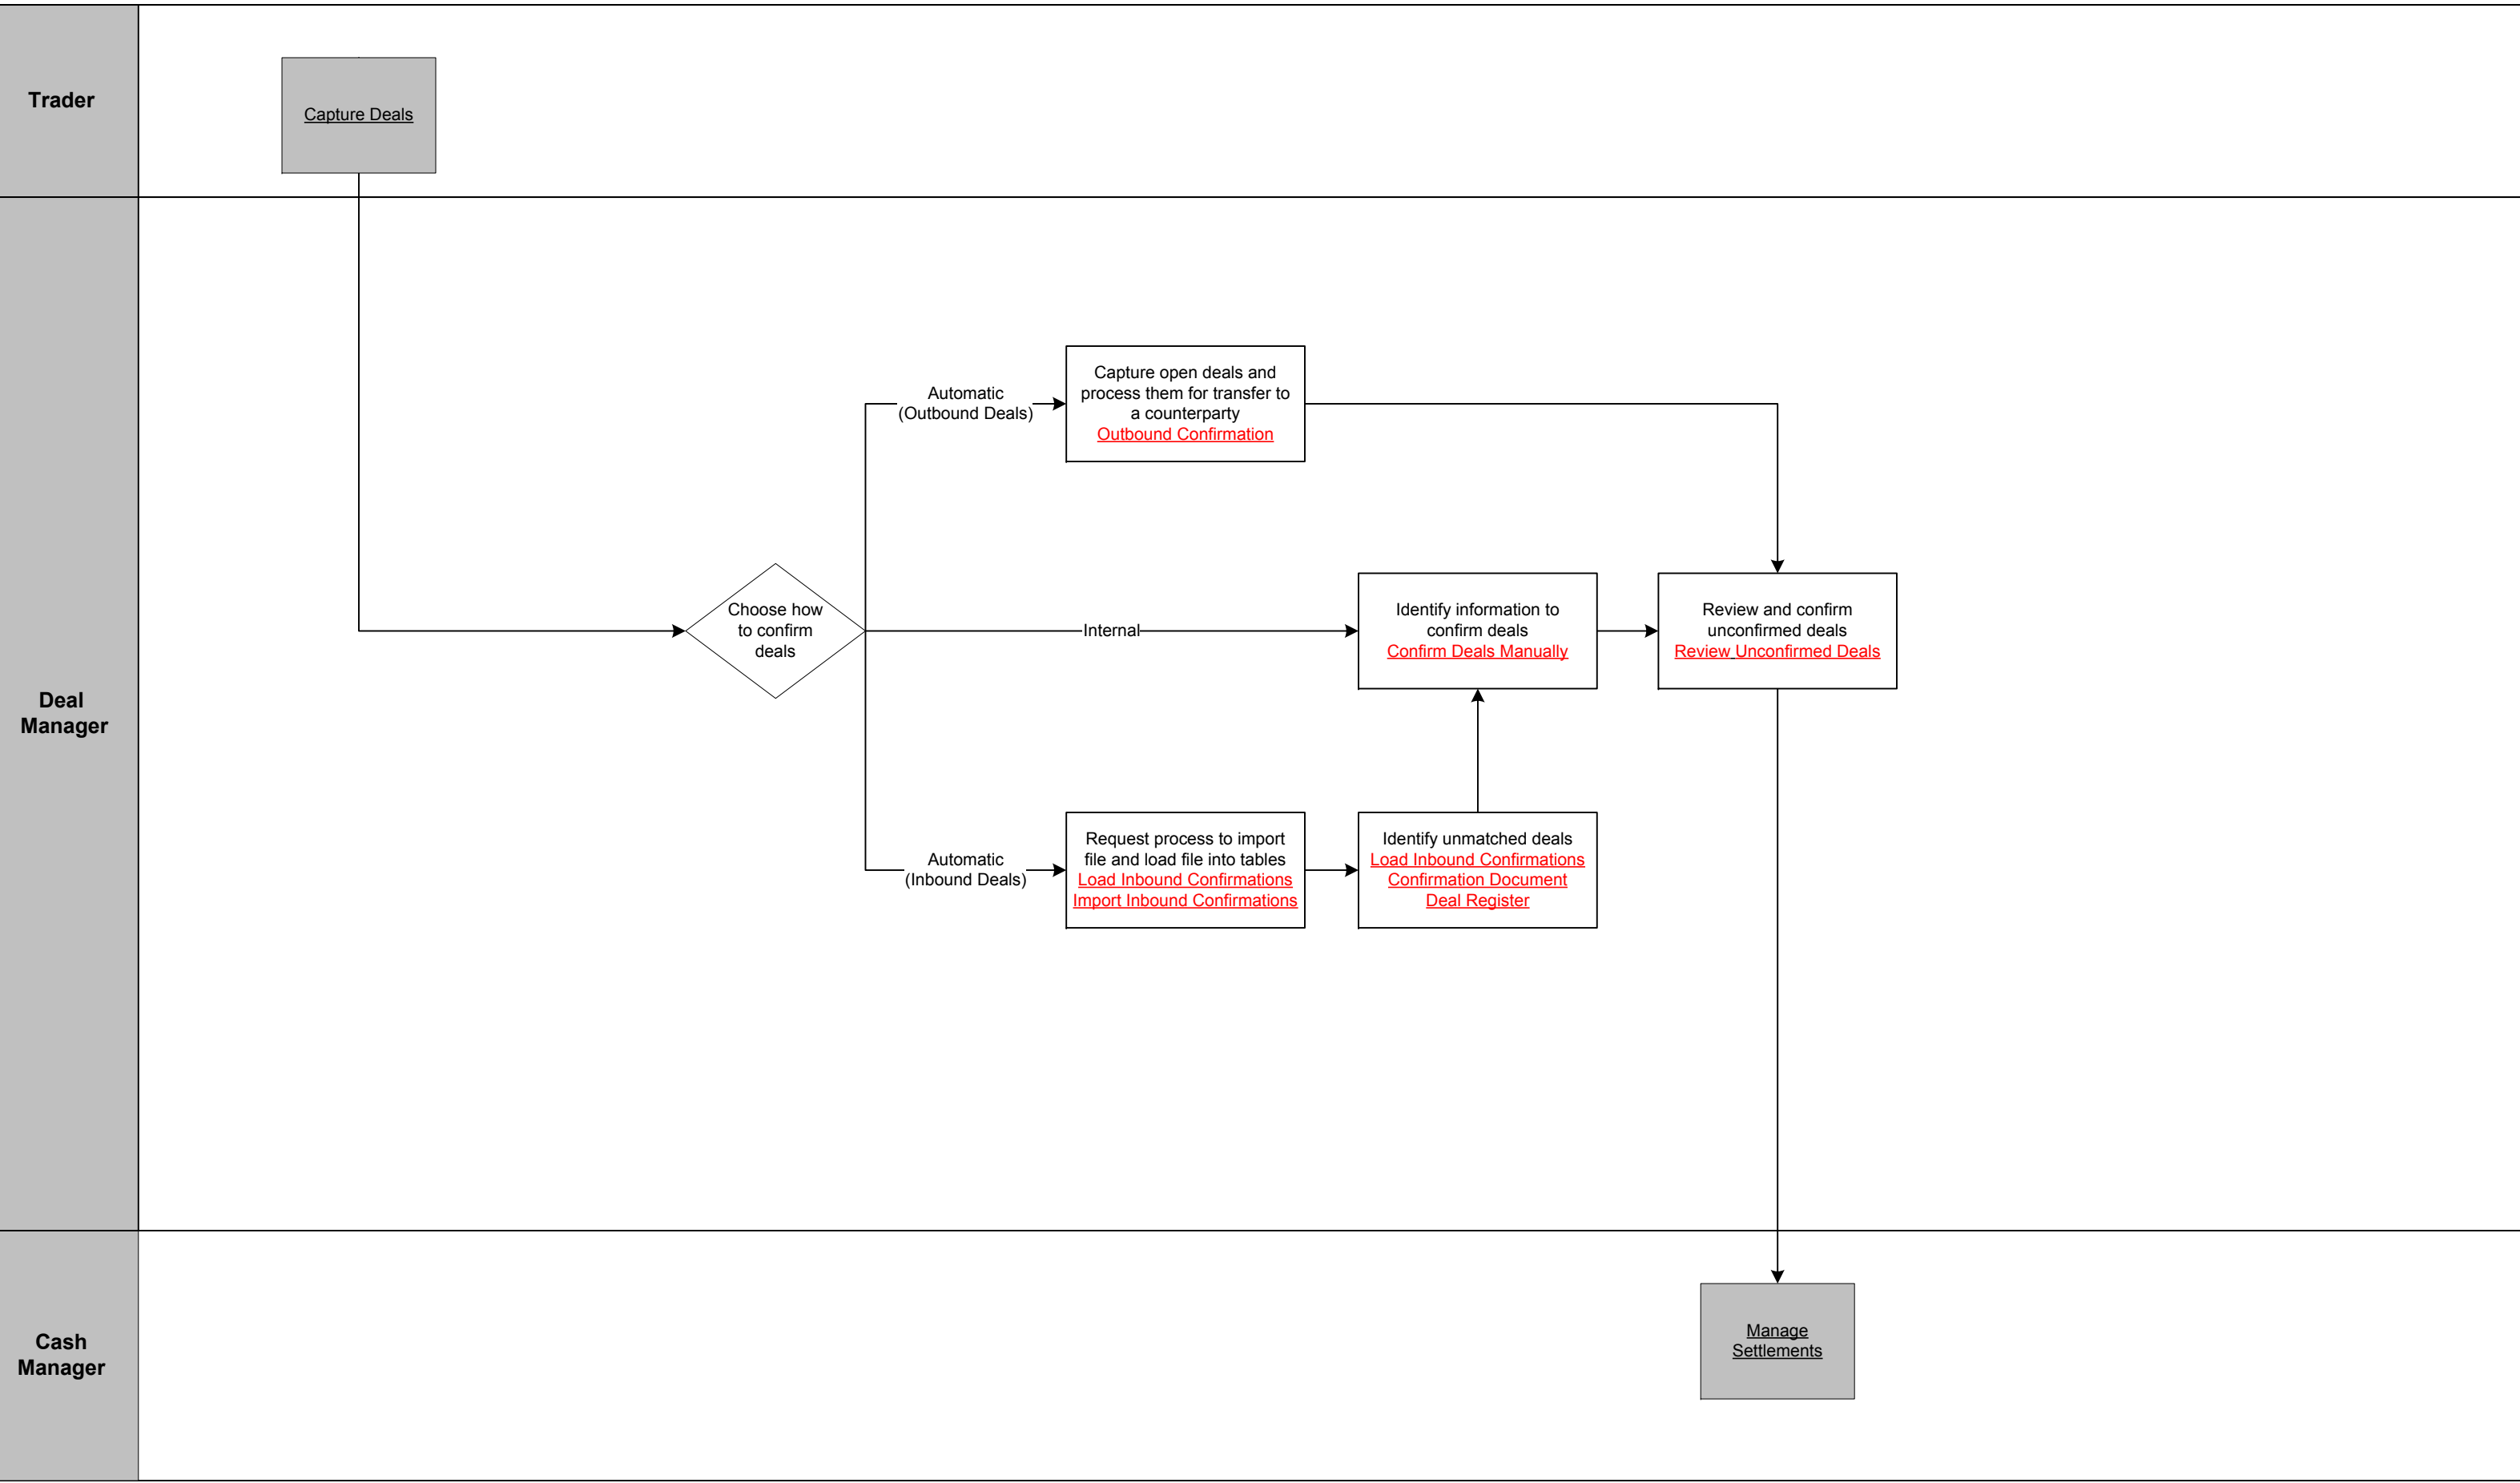 Trader
Capture Deals
Deal
Manager
Choose how
to confirm
deals
Automatic
(Outbound Deals)
Capture open deals and
process them for transfer to
a counterparty
Outbound Confirmation
Internal
Identify information to
confirm deals
Confirm Deals Manually
Review and confirm
unconfirmed deals
Review Unconfirmed Deals
Automatic
(Inbound Deals)
Request process to import
file and load file into tables
Load Inbound Confirmations
Import Inbound Confirmations
Identify unmatched deals
Load Inbound Confirmations
Confirmation Document
Deal Register
Cash
Manager
Manage
Settlements